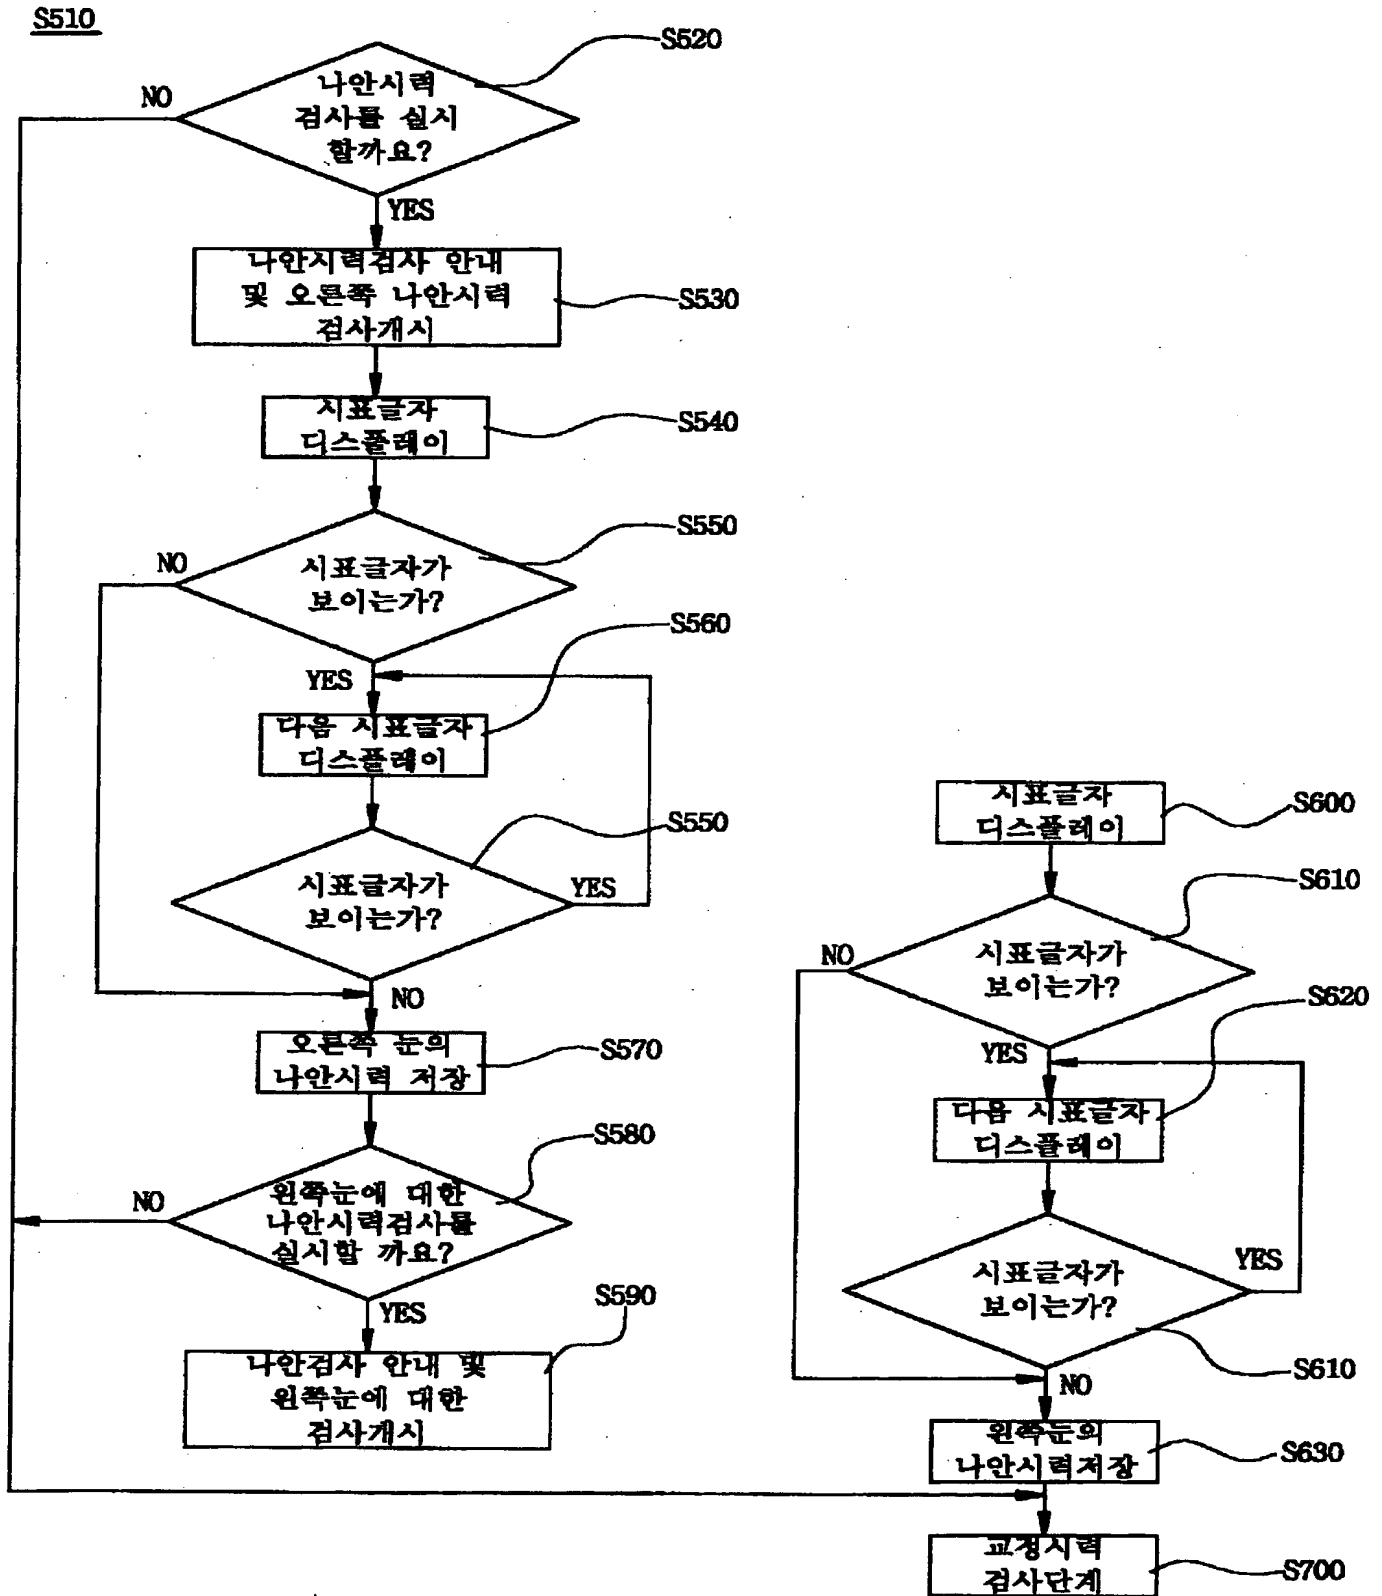 S510
S520
나안시력
검사를 실시
할까요?
NO
YES
나안시력검사 안내
및 오른쪽 나안시력
검사개시
S530
시표글자
디스플레이
S540
S550
NO
시표글자가
보이는가?
S560
YES
다음 시표글자
디스플레이
S550
시표글자가
보이는가?
YES
NO
오른쪽 눈의
나안시력 저장
S570
S580
왼쪽눈에 대한
나안시력검사를
실시할 까요?
NO
YES
S590
나안검사 안내 및
왼쪽눈에 대한
검사개시
시표글자
디스플레이
S600
S610
시표글자가
보이는가?
NO
S620
YES
다음 시표글자
디스플레이
시표글자가
보이는가?
YES
S610
NO
왼쪽눈의
나안시력저장
S630
교정시력
검사단계
S700